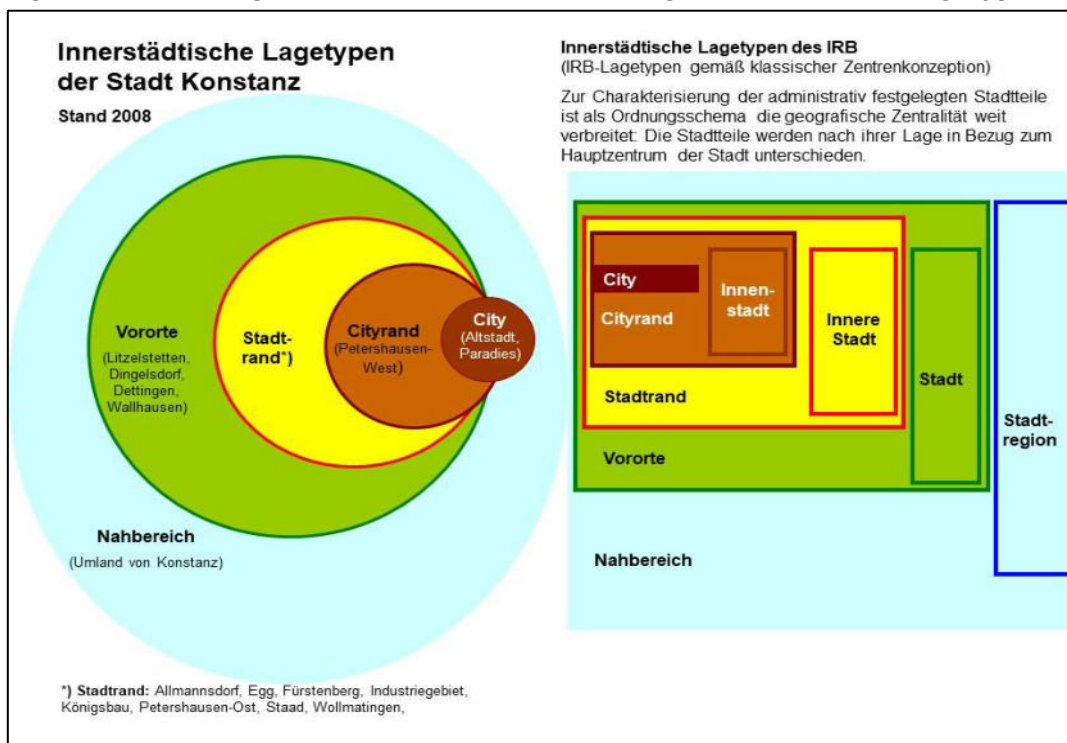 Innerstädtische Lagetypen
der Stadt Konstanz
Stand 2008
Vororte
(Litzelstetten,
Dingelsdorf,
Dettingen,
Wallhausen)
Stadt-
rand*)
Cityrand
(Petershausen-
West)
City
(Altstadt,
Paradies)
Nahbereich
(Umland von Konstanz)
*) Stadtrand: Allmannsdorf, Egg, Fürstenberg, Industriegebiet,
Königsbau, Petershausen-Ost, Staad, Wollmatingen,
Innerstädtische Lagetypen des IRB
(IRB-Lagetypen gemäß klassischer Zentrenkonzeption)
Zur Charakterisierung der administrativ festgelegten Stadtteile
ist als Ordnungsschema die geografische Zentralität weit
verbreitet: Die Stadtteile werden nach ihrer Lage in Bezug zum
Hauptzentrum der Stadt unterschieden.
City
Cityrand
Innen-
stadt
Stadtrand
Innere
Stadt
Vororte
Stadt
Stadt-
region
Nahbereich